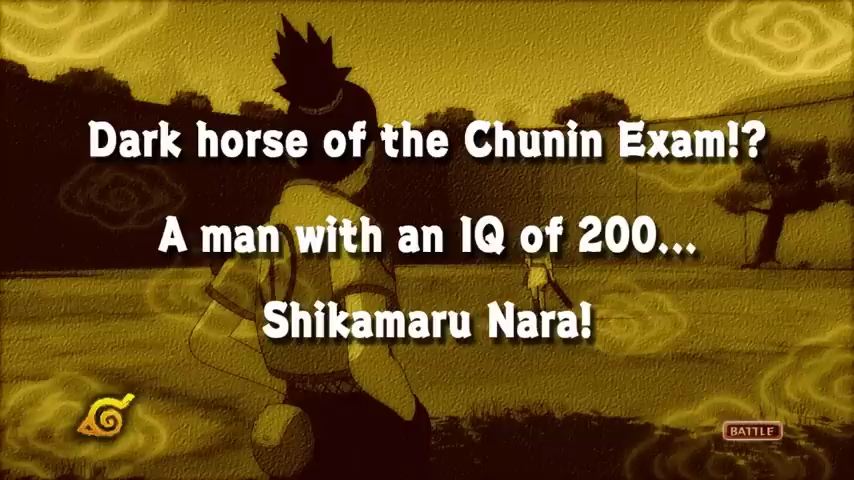 Dark horse of the Chunin Exam!?
A man with an IQ of 200...
Shikamaru Nara!
BATTLE